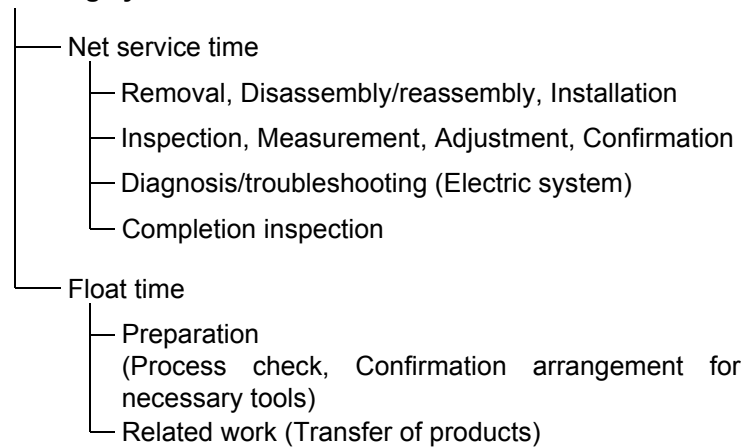 Net service time
Removal, Disassembly/reassembly, Installation
Inspection, Measurement, Adjustment, Confirmation
Diagnosis/troubleshooting (Electric system)
Completion inspection
Float time
Preparation
(Process check, Confirmation arrangement for
necessary tools)
Related work (Transfer of products)